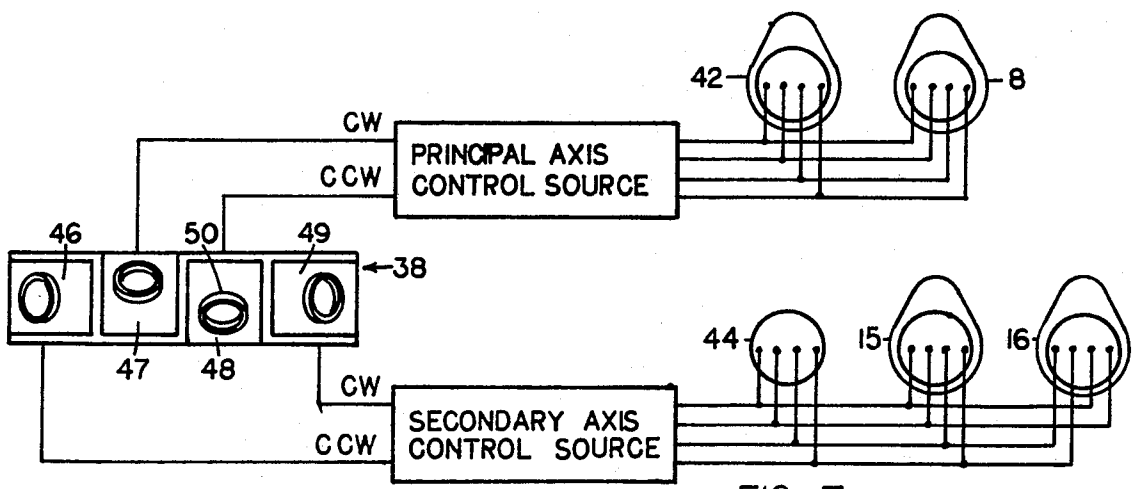 42
8
CW
PRINCIPAL AXIS
CONTROL SOURCE
CCW
46
50
49
38
47
48
44
15
16
CW
SECONDARY AXIS
CONTROL SOURCE
CCW